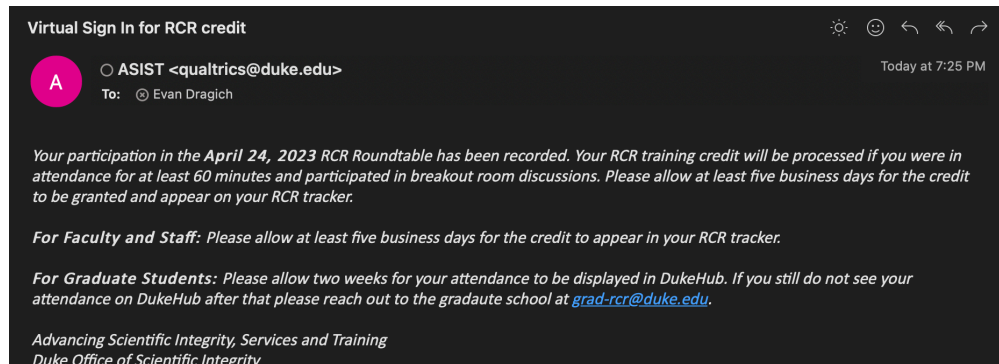 Virtual Sign In for RCR credit
A
ASIST <qualtrics@duke.edu>
Today at 7:25 PM
To: Evan Dragich
Your participation in the April 24, 2023 RCR Roundtable has been recorded. Your RCR training credit will be processed if you were in
attendance for at least 60 minutes and participated in breakout room discussions. Please allow at least five business days for the credit
to be granted and appear on your RCR tracker.
For Faculty and Staff: Please allow at least five business days for the credit to appear in your RCR tracker.
For Graduate Students: Please allow two weeks for your attendance to be displayed in DukeHub. If you still do not see your
attendance on DukeHub after that please reach out to the gradaute school at grad-rcr@duke.edu.
Advancing Scientific Integrity, Services and Training
Duke Office of Scientific Integrity